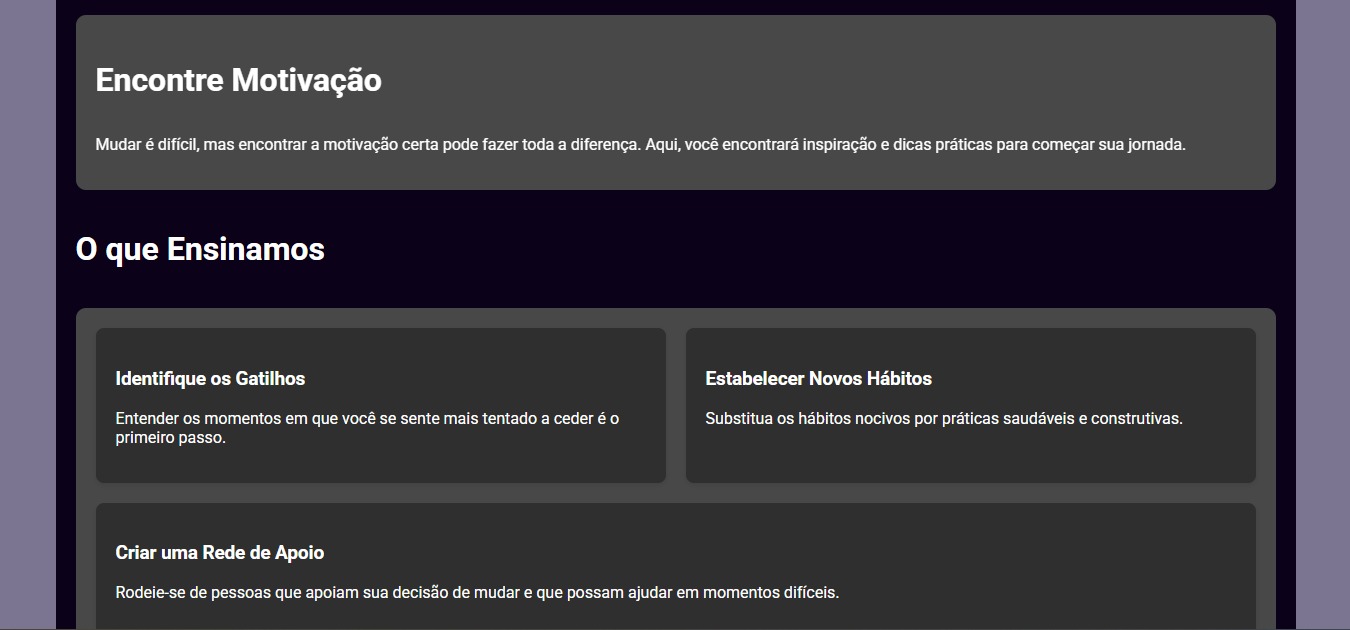 Encontre Motivação
Mudar é difícil, mas encontrar a motivação certa pode fazer toda a diferença. Aqui, você encontrará inspiração e dicas práticas para começar sua jornada.
O que Ensinamos
Identifique os Gatilhos
Entender os momentos em que você se sente mais tentado a ceder é o
primeiro passo.
Estabelecer Novos Hábitos
Substitua os hábitos nocivos por práticas saudáveis e construtivas.
Criar uma Rede de Apoio
Rodeie-se de pessoas que apoiam sua decisão de mudar e que possam ajudar em momentos difíceis.